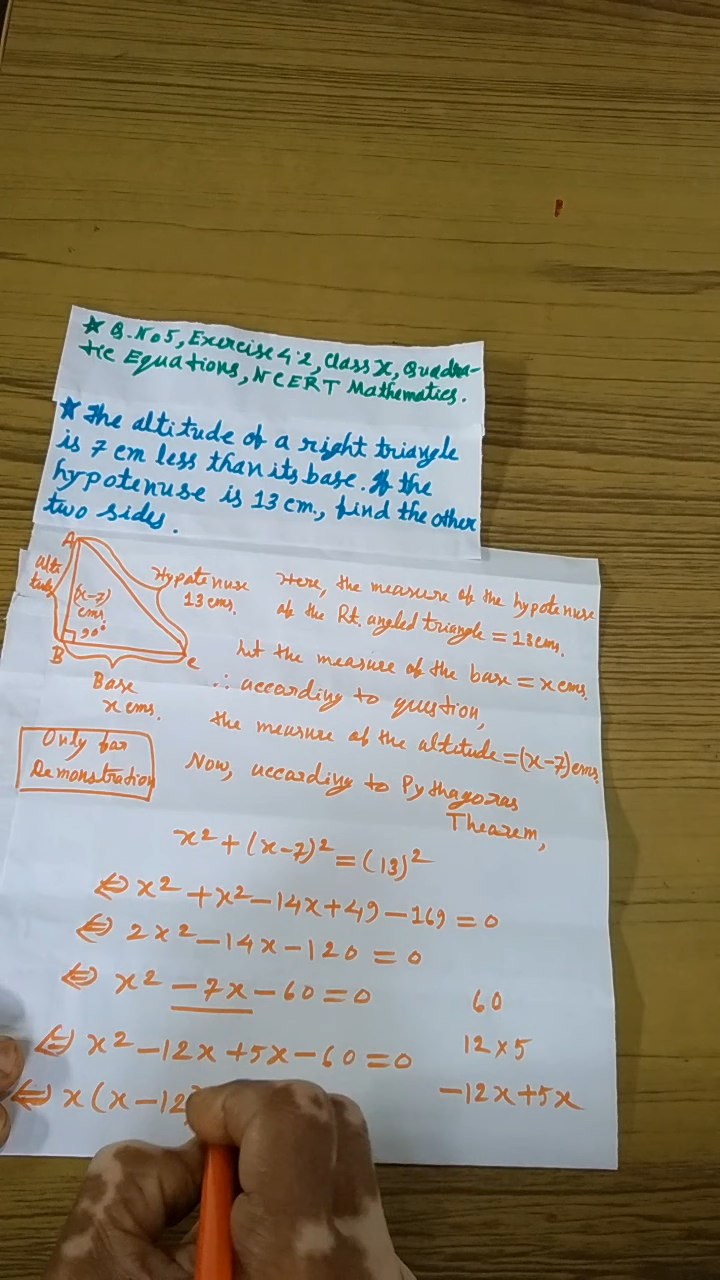 * Q. No 5, Exercise 4.2, Class X, Quadra-
tic Equations, NCERT Mathematics.
* The altitude of a right triangle
is 7 cm less than its base. If the
hypotenuse is 13 cm., find the other
two sides.
A
Alti
tude
(x-7)
cms.
90°
B
C
Hypotenuse
13 cms.
Base
x cms.
Here, the measure of the hypotenuse
of the Rt. angled triangle = 13 cms.
Let the measure of the base = x cms.
∴ according to question,
the measure of the altitude = (x-7) cms.
Only for
Demonstration
Now, according to Pythagoras
Theorem,
x² + (x-7)² = (13)²
⇔ x² + x² - 14x + 49 - 169 = 0
⇔ 2x² - 14x - 120 = 0
⇔ x² - 7x - 60 = 0
60
⇔ x² - 12x + 5x - 60 = 0
12 x 5
⇔ x (x - 12
-12x + 5x